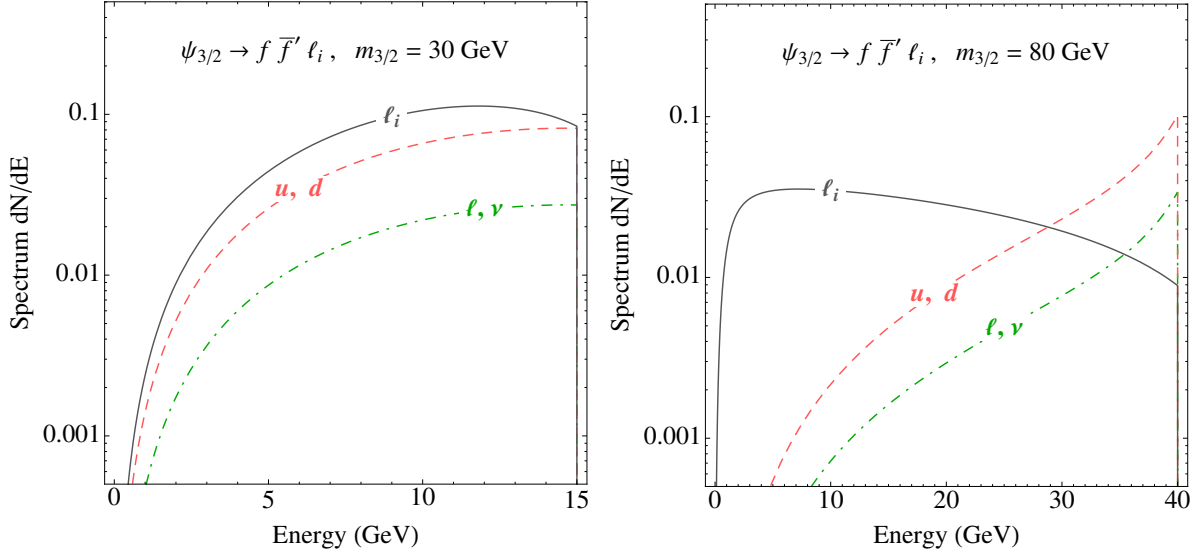 ψ₃/₂ → f f̄′ ℓᵢ , m₃/₂ = 30 GeV
Spectrum dN/dE
0.1
0.01
0.001
ℓᵢ
u, d
ℓ, ν
0 5 10 15
Energy (GeV)
ψ₃/₂ → f f̄′ ℓᵢ , m₃/₂ = 80 GeV
Spectrum dN/dE
0.1
0.01
0.001
ℓᵢ
u, d
ℓ, ν
0 10 20 30 40
Energy (GeV)